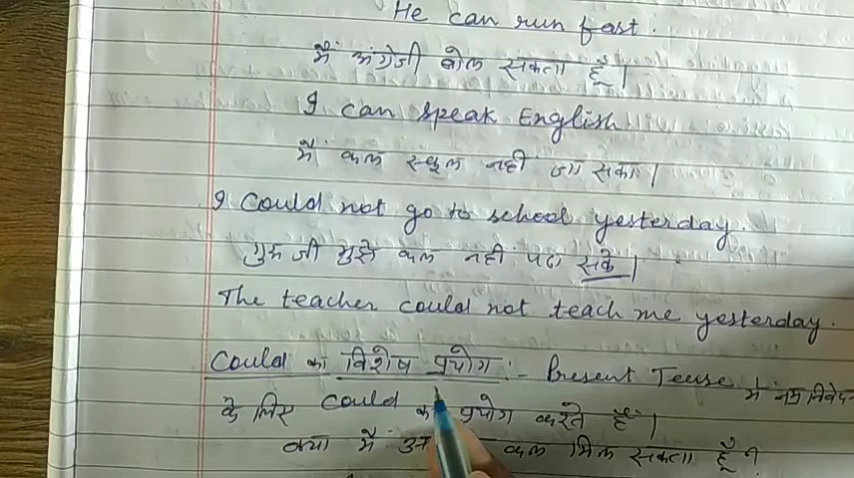 He can run fast.
मैं अंग्रेजी बोल सकता हूँ।
I can speak English
मैं कल स्कूल नहीं जा सका।
I Could not go to school yesterday.
गुरु जी मुझे कल नहीं पढ़ा सके।
The teacher could not teach me yesterday.
Could का विशेष प्रयोग :- Present Tense में नम्र निवेदन
के लिए Could का प्रयोग करते हैं।
क्या मैं कल मिल सकता हूँ ?